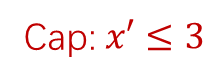 Cap: x′ ≤ 3